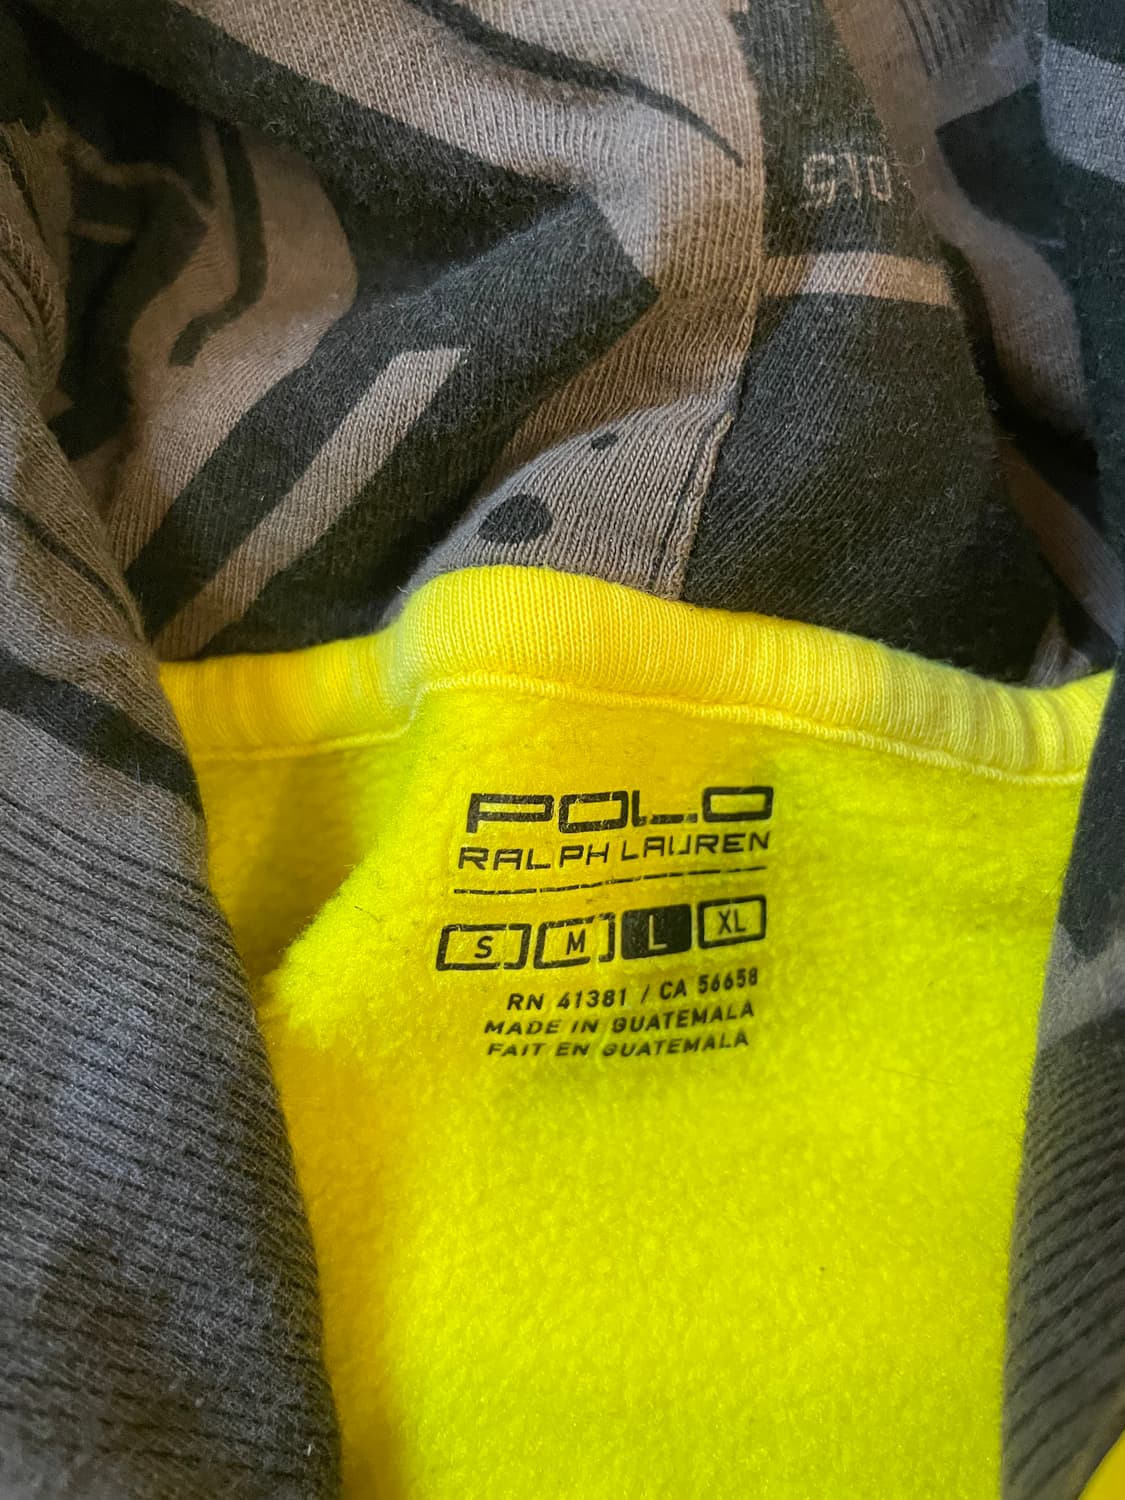 POLO
RALPH LAUREN
S M L XL
RN 41381 / CA 56658
MADE IN GUATEMALA
FAIT EN GUATEMALA